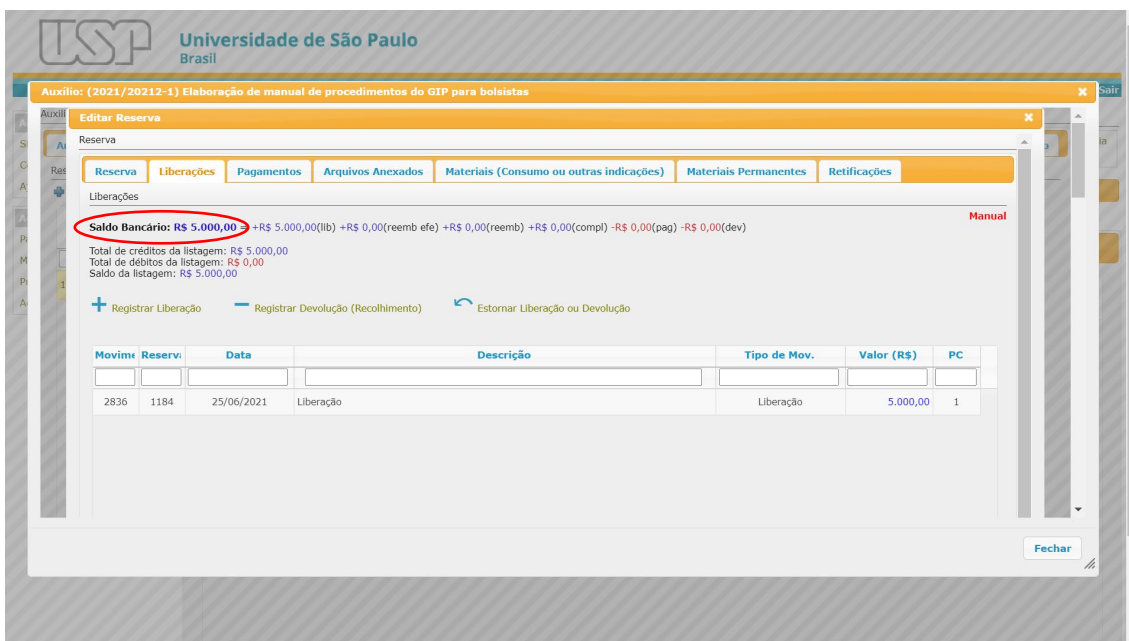 USP
Universidade de São Paulo
Brasil
Sair
Auxílio: (2021/20212-1) Elaboração de manual de procedimentos do GIP para bolsistas
Editar Reserva
Reserva
Reserva Liberações Pagamentos Arquivos Anexados Materiais (Consumo ou outras indicações) Materiais Permanentes Retificações
Liberações
Manual
Saldo Bancário: R$ 5.000,00 = +R$ 5.000,00(lib) +R$ 0,00(reemb efe) +R$ 0,00(reemb) +R$ 0,00(compl) -R$ 0,00(pag) -R$ 0,00(dev)
Total de créditos da listagem: R$ 5.000,00
Total de débitos da listagem: R$ 0,00
Saldo da listagem: R$ 5.000,00
Registrar Liberação Registrar Devolução (Recolhimento) Estornar Liberação ou Devolução
Movime Reserva Data Descrição Tipo de Mov. Valor (R$) PC
2836 1184 25/06/2021 Liberação Liberação 5.000,00 1
Fechar